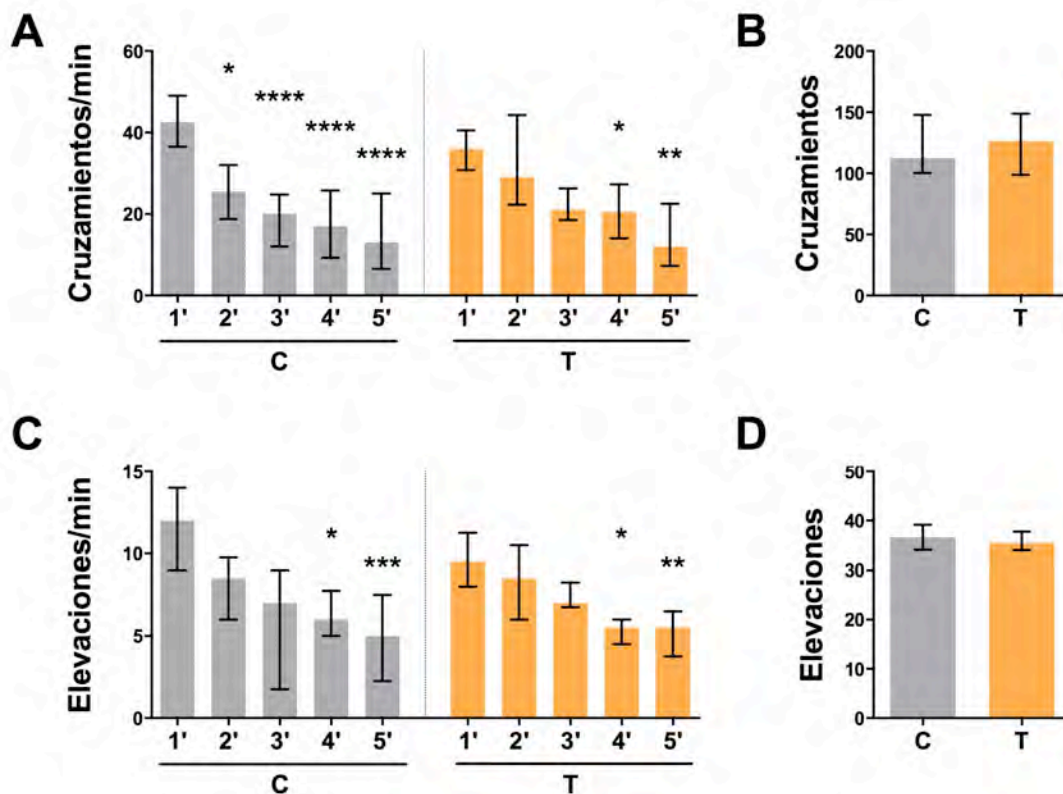 A
Cruzamientos/min
60
40
20
0
*
****
****
****
*
**
1' 2' 3' 4' 5'
C
1' 2' 3' 4' 5'
T
B
Cruzamientos
200
150
100
50
0
C T
C
Elevaciones/min
15
10
5
0
*
***
*
**
1' 2' 3' 4' 5'
C
1' 2' 3' 4' 5'
T
D
Elevaciones
50
40
30
20
10
0
C T